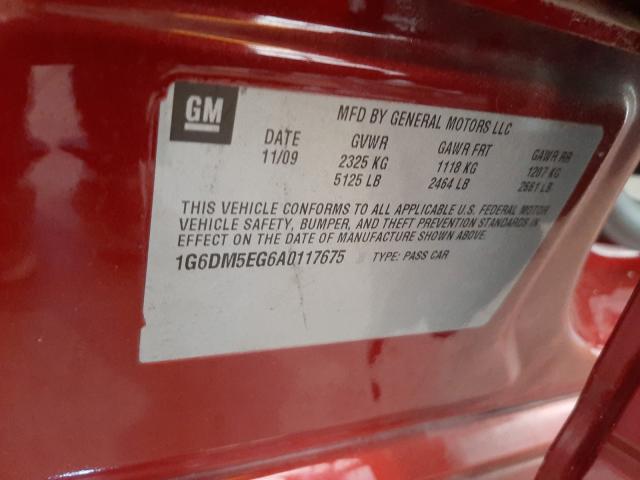 GM
MFD BY GENERAL MOTORS LLC
DATE GVWR GAWR FRT GAWR RR
11/09 2325 KG 1118 KG 1207 KG
5125 LB 2464 LB 2661 LB
THIS VEHICLE CONFORMS TO ALL APPLICABLE U.S. FEDERAL MOTOR
VEHICLE SAFETY, BUMPER, AND THEFT PREVENTION STANDARDS IN
EFFECT ON THE DATE OF MANUFACTURE SHOWN ABOVE.
1G6DM5EG6A0117675 TYPE: PASS CAR